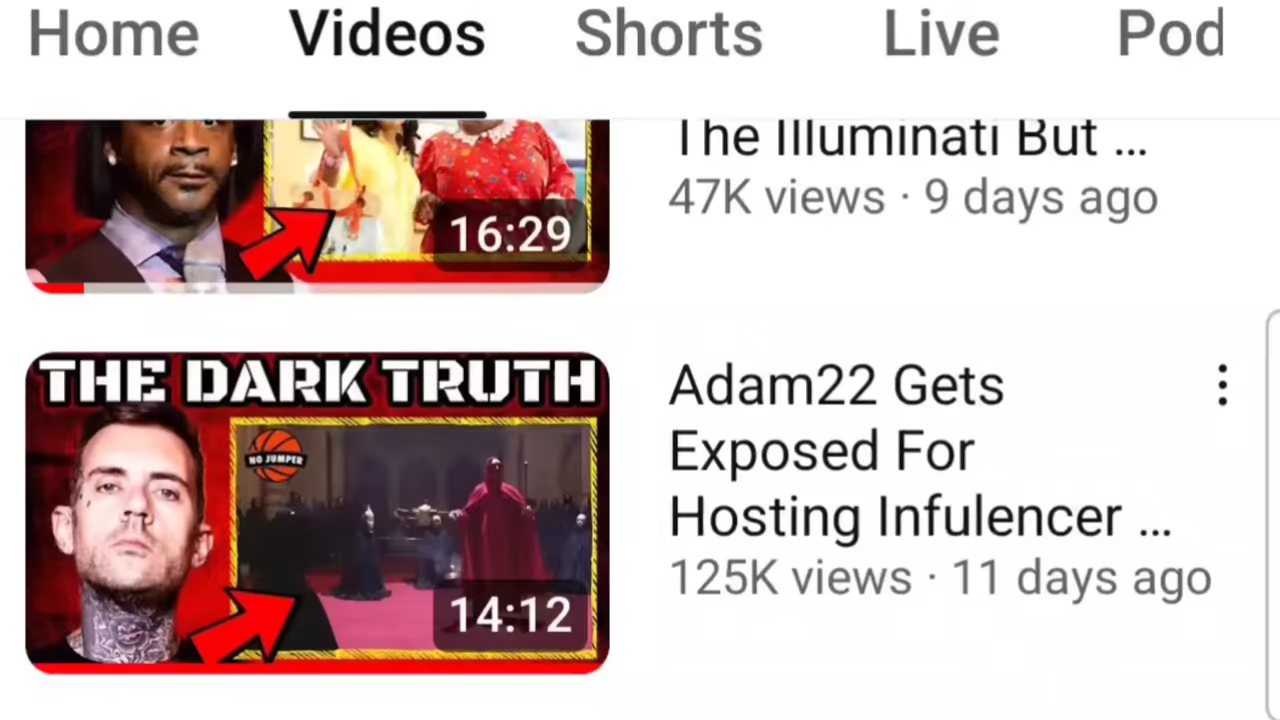 Home Videos Shorts Live Pod
The Illuminati But ...
47K views · 9 days ago
16:29
THE DARK TRUTH
NO JUMPER
14:12
Adam22 Gets
Exposed For
Hosting Infulencer ...
125K views · 11 days ago